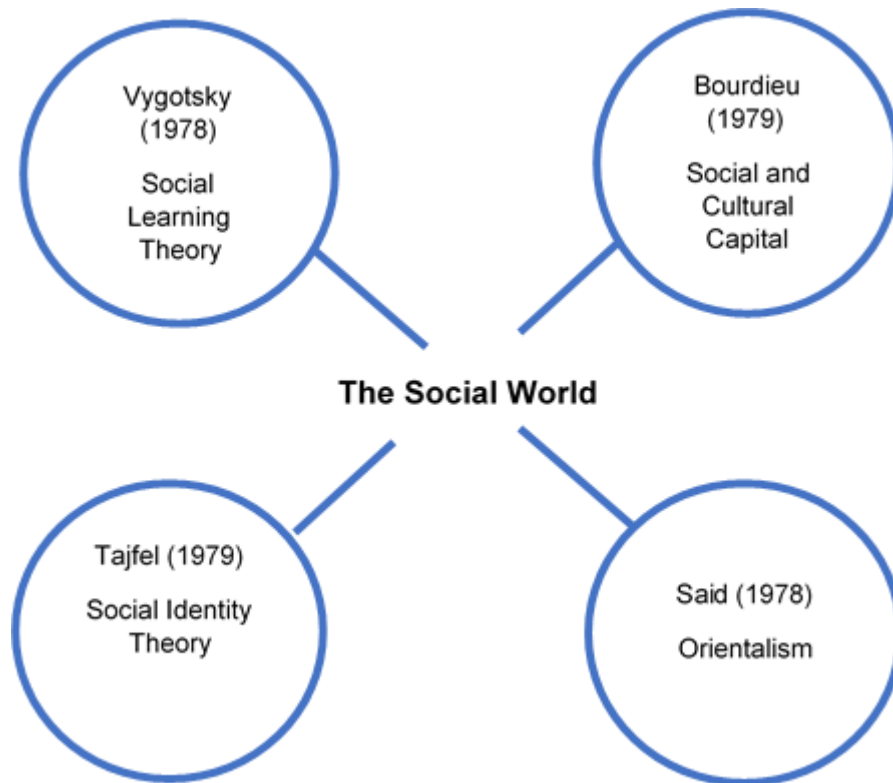 Vygotsky
(1978)
Social
Learning
Theory
Bourdieu
(1979)
Social and
Cultural
Capital
The Social World
Tajfel (1979)
Social Identity
Theory
Said (1978)
Orientalism